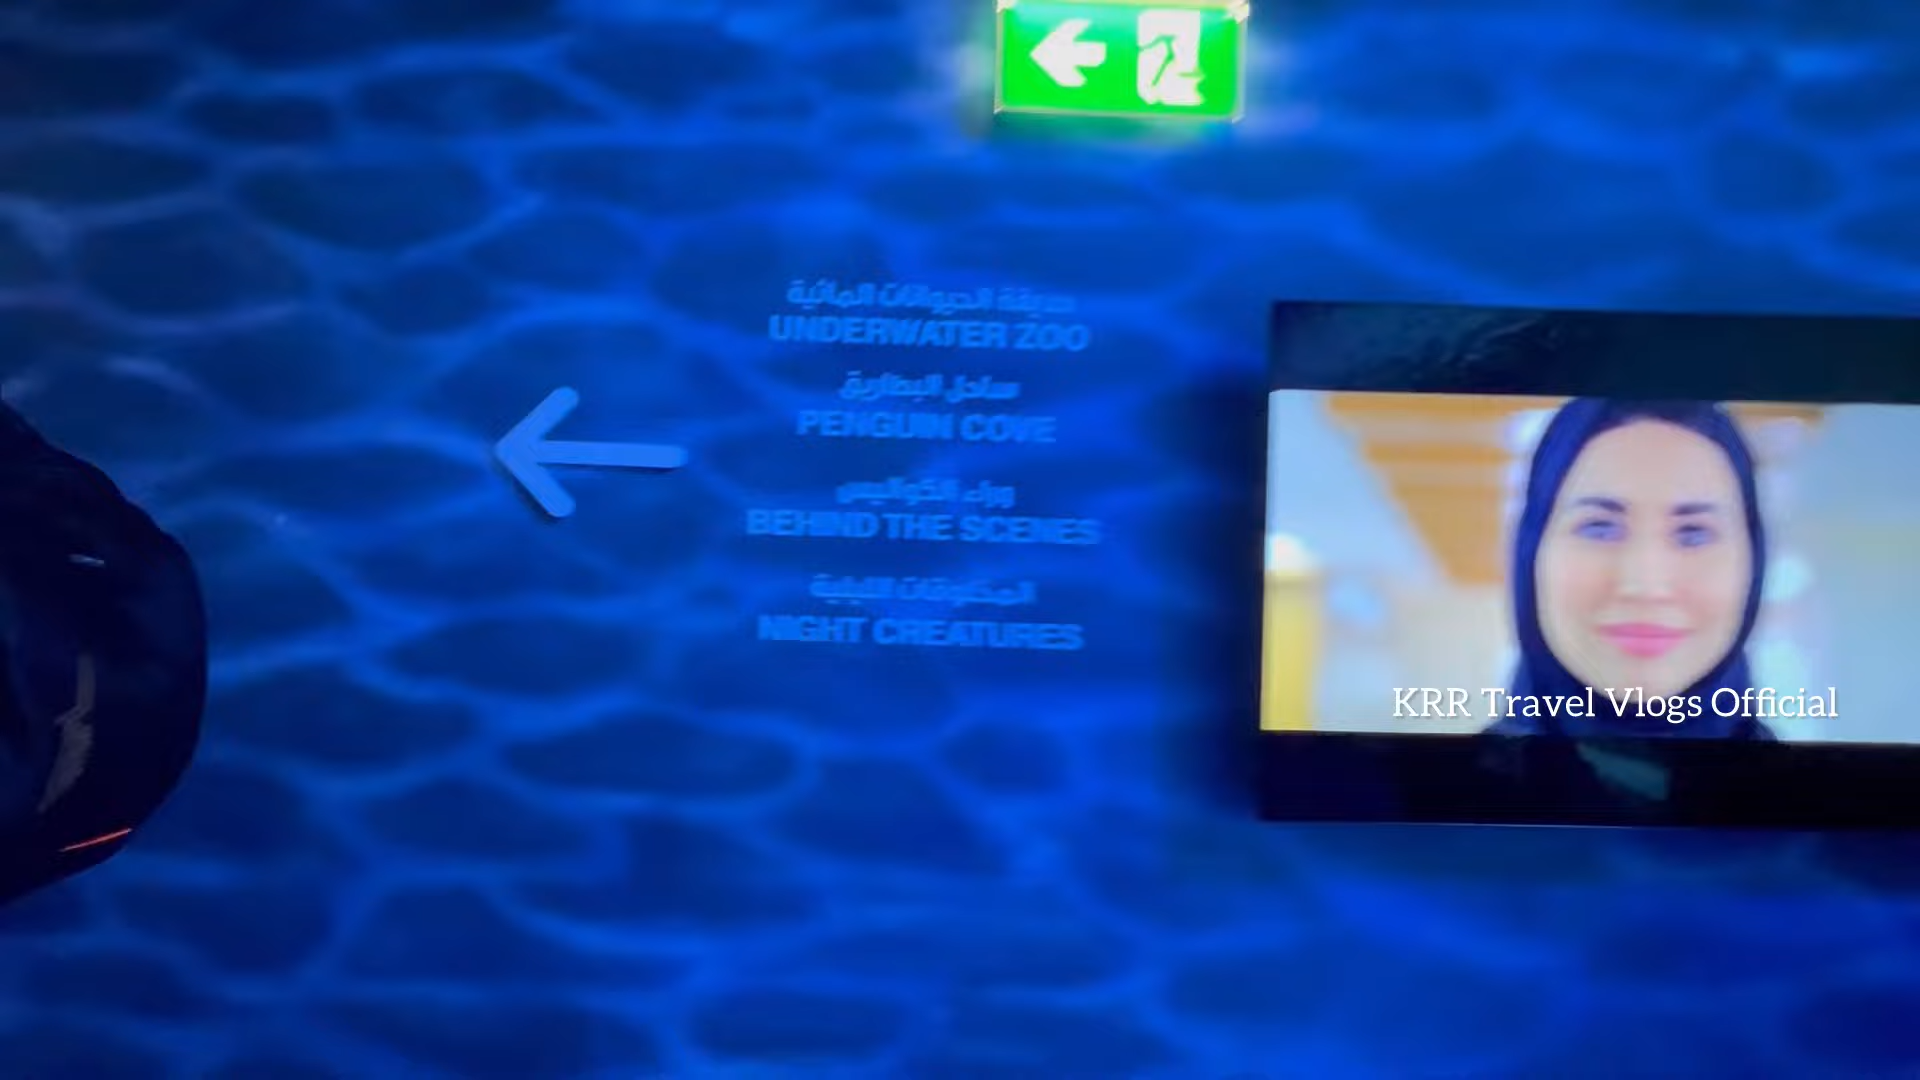 حديقة الحيوانات المائية
UNDERWATER ZOO
ساحل البطاريق
PENGUIN COVE
وراء الكواليس
BEHIND THE SCENES
المخلوقات الليلية
NIGHT CREATURES
KRR Travel Vlogs Official